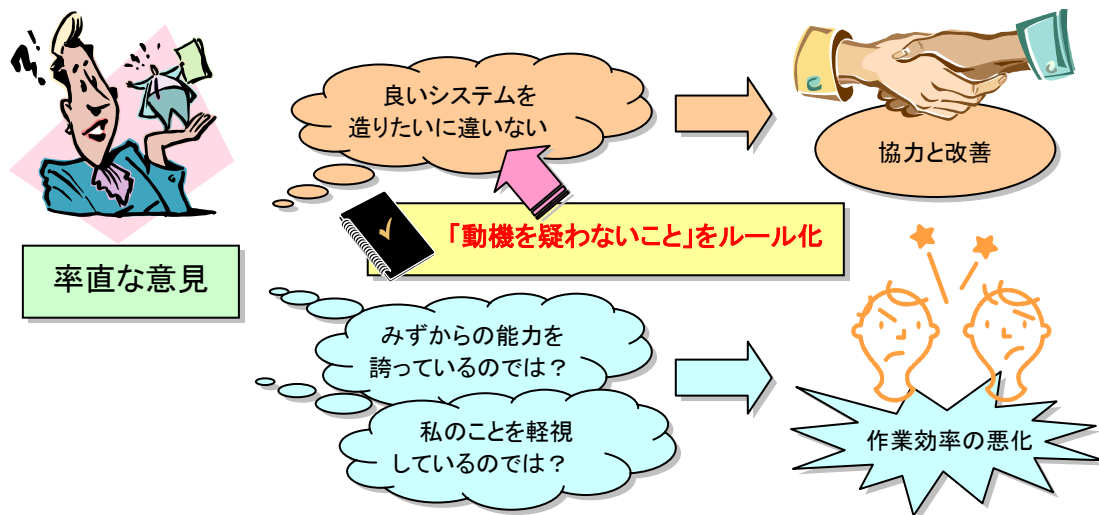 率直な意見
良いシステムを
造りたいに違いない
協力と改善
「動機を疑わないこと」をルール化
みずからの能力を
誇っているのでは？
私のことを軽視
しているのでは？
作業効率の悪化